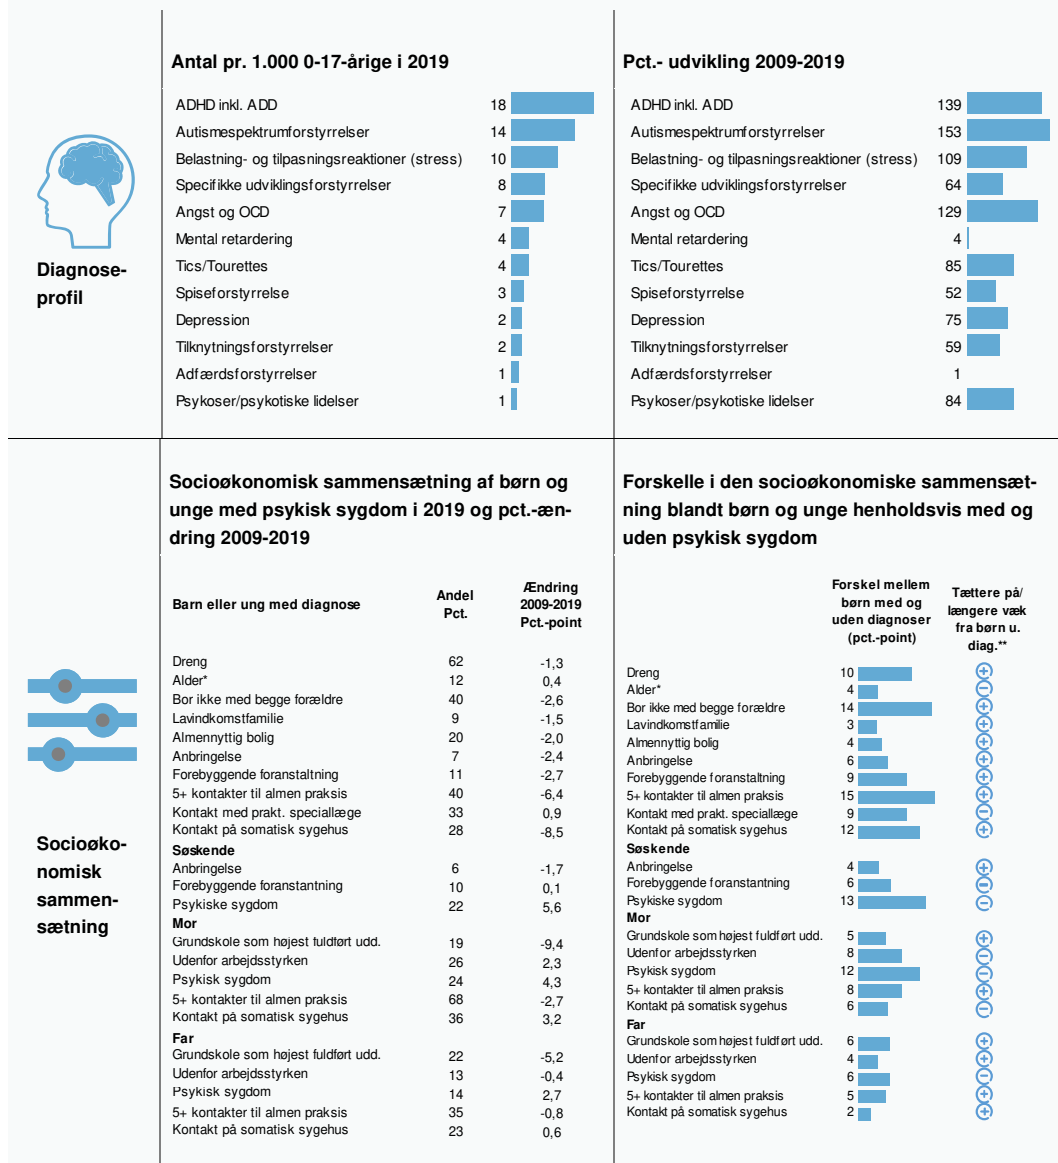 Diagnose-
profil
Antal pr. 1.000 0-17-årige i 2019
ADHD inkl. ADD 18
Autismespektrumforstyrrelser 14
Belastning- og tilpasningsreaktioner (stress) 10
Specifikke udviklingsforstyrrelser 8
Angst og OCD 7
Mental retardering 4
Tics/Tourettes 4
Spiseforstyrrelse 3
Depression 2
Tilknytningsforstyrrelser 2
Adfærdsforstyrrelser 1
Psykoser/psykotiske lidelser 1
Pct.- udvikling 2009-2019
ADHD inkl. ADD 139
Autismespektrumforstyrrelser 153
Belastning- og tilpasningsreaktioner (stress) 109
Specifikke udviklingsforstyrrelser 64
Angst og OCD 129
Mental retardering 4
Tics/Tourettes 85
Spiseforstyrrelse 52
Depression 75
Tilknytningsforstyrrelser 59
Adfærdsforstyrrelser 1
Psykoser/psykotiske lidelser 84
Socioøko-
nomisk
sammen-
sætning
Socioøkonomisk sammensætning af børn og
unge med psykisk sygdom i 2019 og pct.-æn-
dring 2009-2019
Barn eller ung med diagnose
Andel
Pct.
Ændring
2009-2019
Pct.-point
Dreng 62 -1,3
Alder* 12 0,4
Bor ikke med begge forældre 40 -2,6
Lavindkomstfamilie 9 -1,5
Almennyttig bolig 20 -2,0
Anbringelse 7 -2,4
Forebyggende foranstaltning 11 -2,7
5+ kontakter til almen praksis 40 -6,4
Kontakt med prakt. speciallæge 33 0,9
Kontakt på somatisk sygehus 28 -8,5
Søskende
Anbringelse 6 -1,7
Forebyggende foranstantning 10 0,1
Psykiske sygdom 22 5,6
Mor
Grundskole som højest fuldført udd. 19 -9,4
Udenfor arbejdsstyrken 26 2,3
Psykisk sygdom 24 4,3
5+ kontakter til almen praksis 68 -2,7
Kontakt på somatisk sygehus 36 3,2
Far
Grundskole som højest fuldført udd. 22 -5,2
Udenfor arbejdsstyrken 13 -0,4
Psykisk sygdom 14 2,7
5+ kontakter til almen praksis 35 -0,8
Kontakt på somatisk sygehus 23 0,6
Forskelle i den socioøkonomiske sammensæt-
ning blandt børn og unge henholdsvis med og
uden psykisk sygdom
Forskel mellem
børn med og
uden diagnoser
(pct.-point)
Tættere på/
længere væk
fra børn u.
diag.**
Dreng 10 +
Alder* 4 −
Bor ikke med begge forældre 14 +
Lavindkomstfamilie 3 +
Almennyttig bolig 4 +
Anbringelse 6 +
Forebyggende foranstaltning 9 +
5+ kontakter til almen praksis 15 +
Kontakt med prakt. speciallæge 9 −
Kontakt på somatisk sygehus 12 +
Søskende
Anbringelse 4 +
Forebyggende foranstantning 6 −
Psykiske sygdom 13 −
Mor
Grundskole som højest fuldført udd. 5 +
Udenfor arbejdsstyrken 8 +
Psykisk sygdom 12 −
5+ kontakter til almen praksis 8 +
Kontakt på somatisk sygehus 6 −
Far
Grundskole som højest fuldført udd. 6 +
Udenfor arbejdsstyrken 4 +
Psykisk sygdom 6 −
5+ kontakter til almen praksis 5 +
Kontakt på somatisk sygehus 2 +